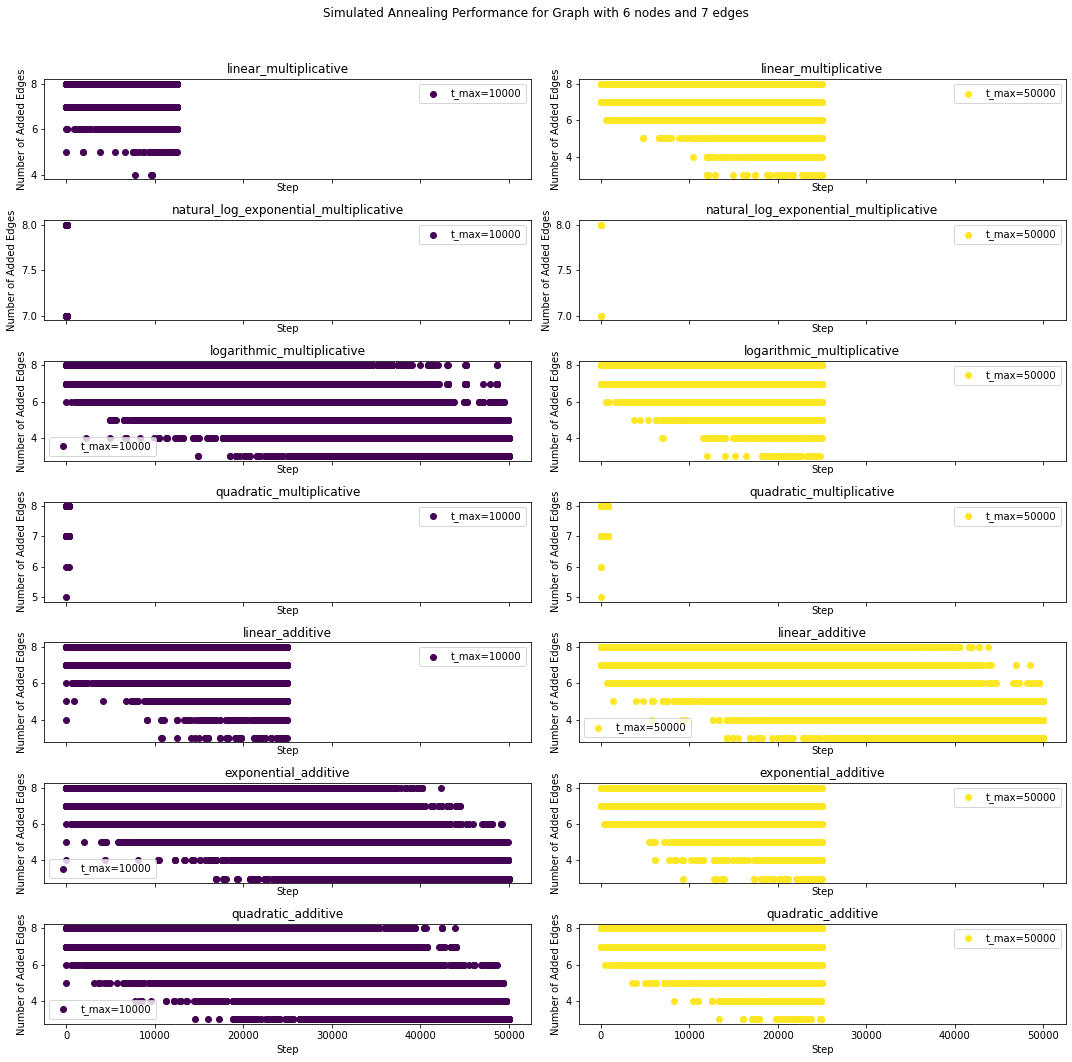 Simulated Annealing Performance for Graph with 6 nodes and 7 edges
linear_multiplicative
Number of Added Edges
8
6
4
t_max=10000
Step
linear_multiplicative
Number of Added Edges
8
6
4
t_max=50000
Step
natural_log_exponential_multiplicative
Number of Added Edges
8.0
7.5
7.0
t_max=10000
Step
natural_log_exponential_multiplicative
Number of Added Edges
8.0
7.5
7.0
t_max=50000
Step
logarithmic_multiplicative
Number of Added Edges
8
6
4
t_max=10000
Step
logarithmic_multiplicative
Number of Added Edges
8
6
4
t_max=50000
Step
quadratic_multiplicative
Number of Added Edges
8
7
6
5
t_max=10000
Step
quadratic_multiplicative
Number of Added Edges
8
7
6
5
t_max=50000
Step
linear_additive
Number of Added Edges
8
6
4
t_max=10000
Step
linear_additive
Number of Added Edges
8
6
4
t_max=50000
Step
exponential_additive
Number of Added Edges
8
6
4
t_max=10000
Step
exponential_additive
Number of Added Edges
8
6
4
t_max=50000
Step
quadratic_additive
Number of Added Edges
8
6
4
t_max=10000
0 10000 20000 30000 40000 50000
Step
quadratic_additive
Number of Added Edges
8
6
4
t_max=50000
0 10000 20000 30000 40000 50000
Step